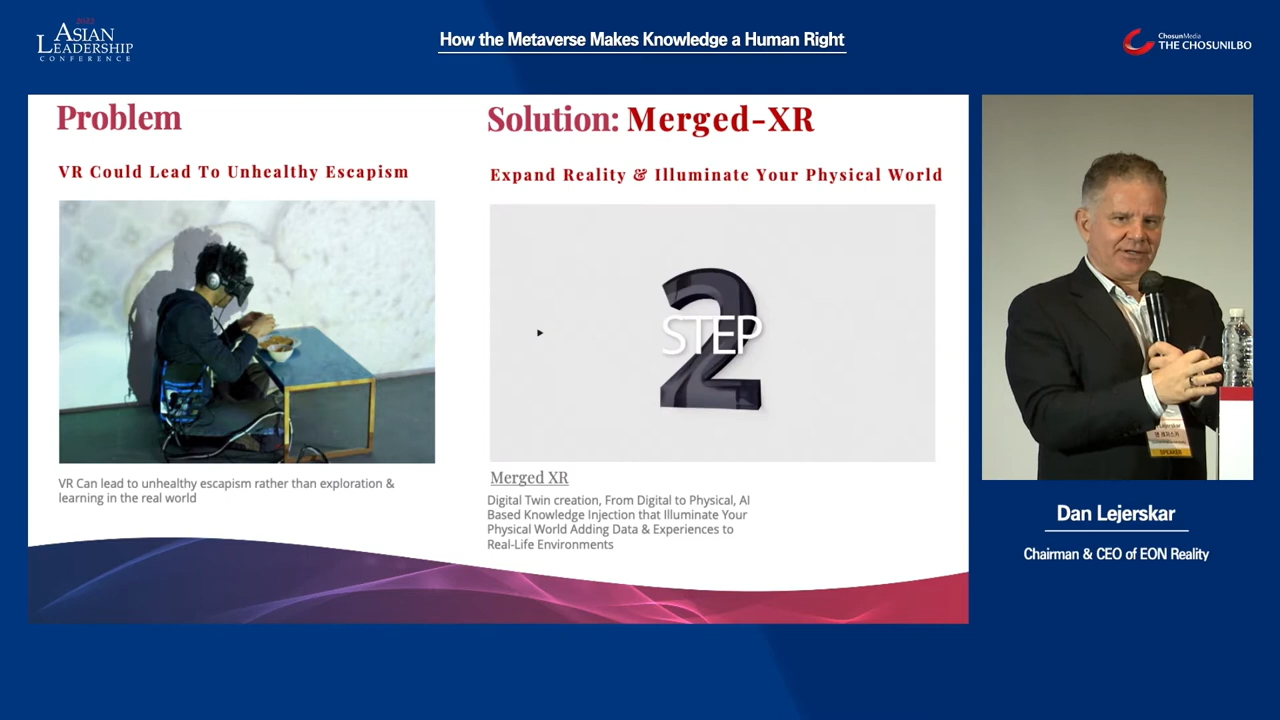 2023
ASIAN
LEADERSHIP
CONFERENCE
How the Metaverse Makes Knowledge a Human Right
ChosunMedia
THE CHOSUNILBO
Problem
VR Could Lead To Unhealthy Escapism
VR Can lead to unhealthy escapism rather than exploration &
learning in the real world
Solution: Merged-XR
Expand Reality & Illuminate Your Physical World
2
STEP
Merged XR
Digital Twin creation, From Digital to Physical, AI
Based Knowledge Injection that Illuminate Your
Physical World Adding Data & Experiences to
Real-Life Environments
Lejerskar
SPEAKER
Dan Lejerskar
Chairman & CEO of EON Reality